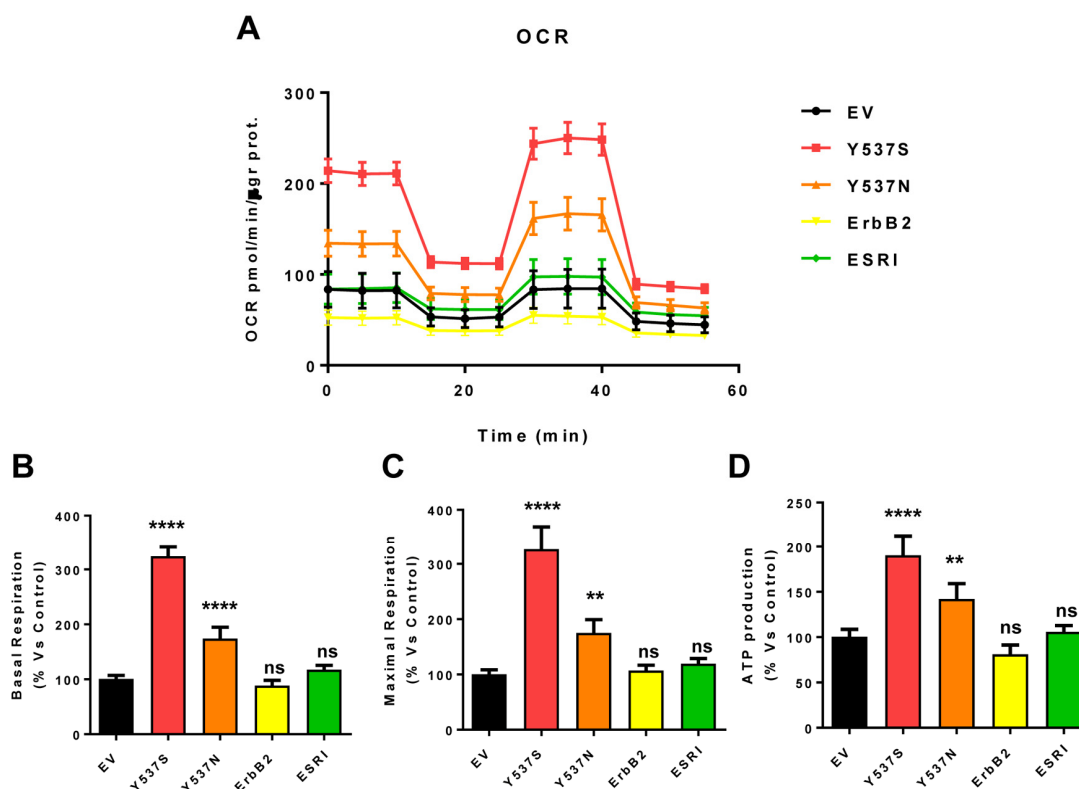 A
OCR
300
200
100
0
OCR pmol/min/µgr prot.
0 20 40 60
Time (min)
EV
Y537S
Y537N
ErbB2
ESRI
B
400
300
200
100
0
Basal Respiration
(% Vs Control)
****
****
ns
ns
EV Y537S Y537N ErbB2 ESRI
C
400
300
200
100
0
Maximal Respiration
(% Vs Control)
****
**
ns
ns
EV Y537S Y537N ErbB2 ESRI
D
250
200
150
100
50
0
ATP production
(% Vs Control)
****
**
ns
ns
EV Y537S Y537N ErbB2 ESRI